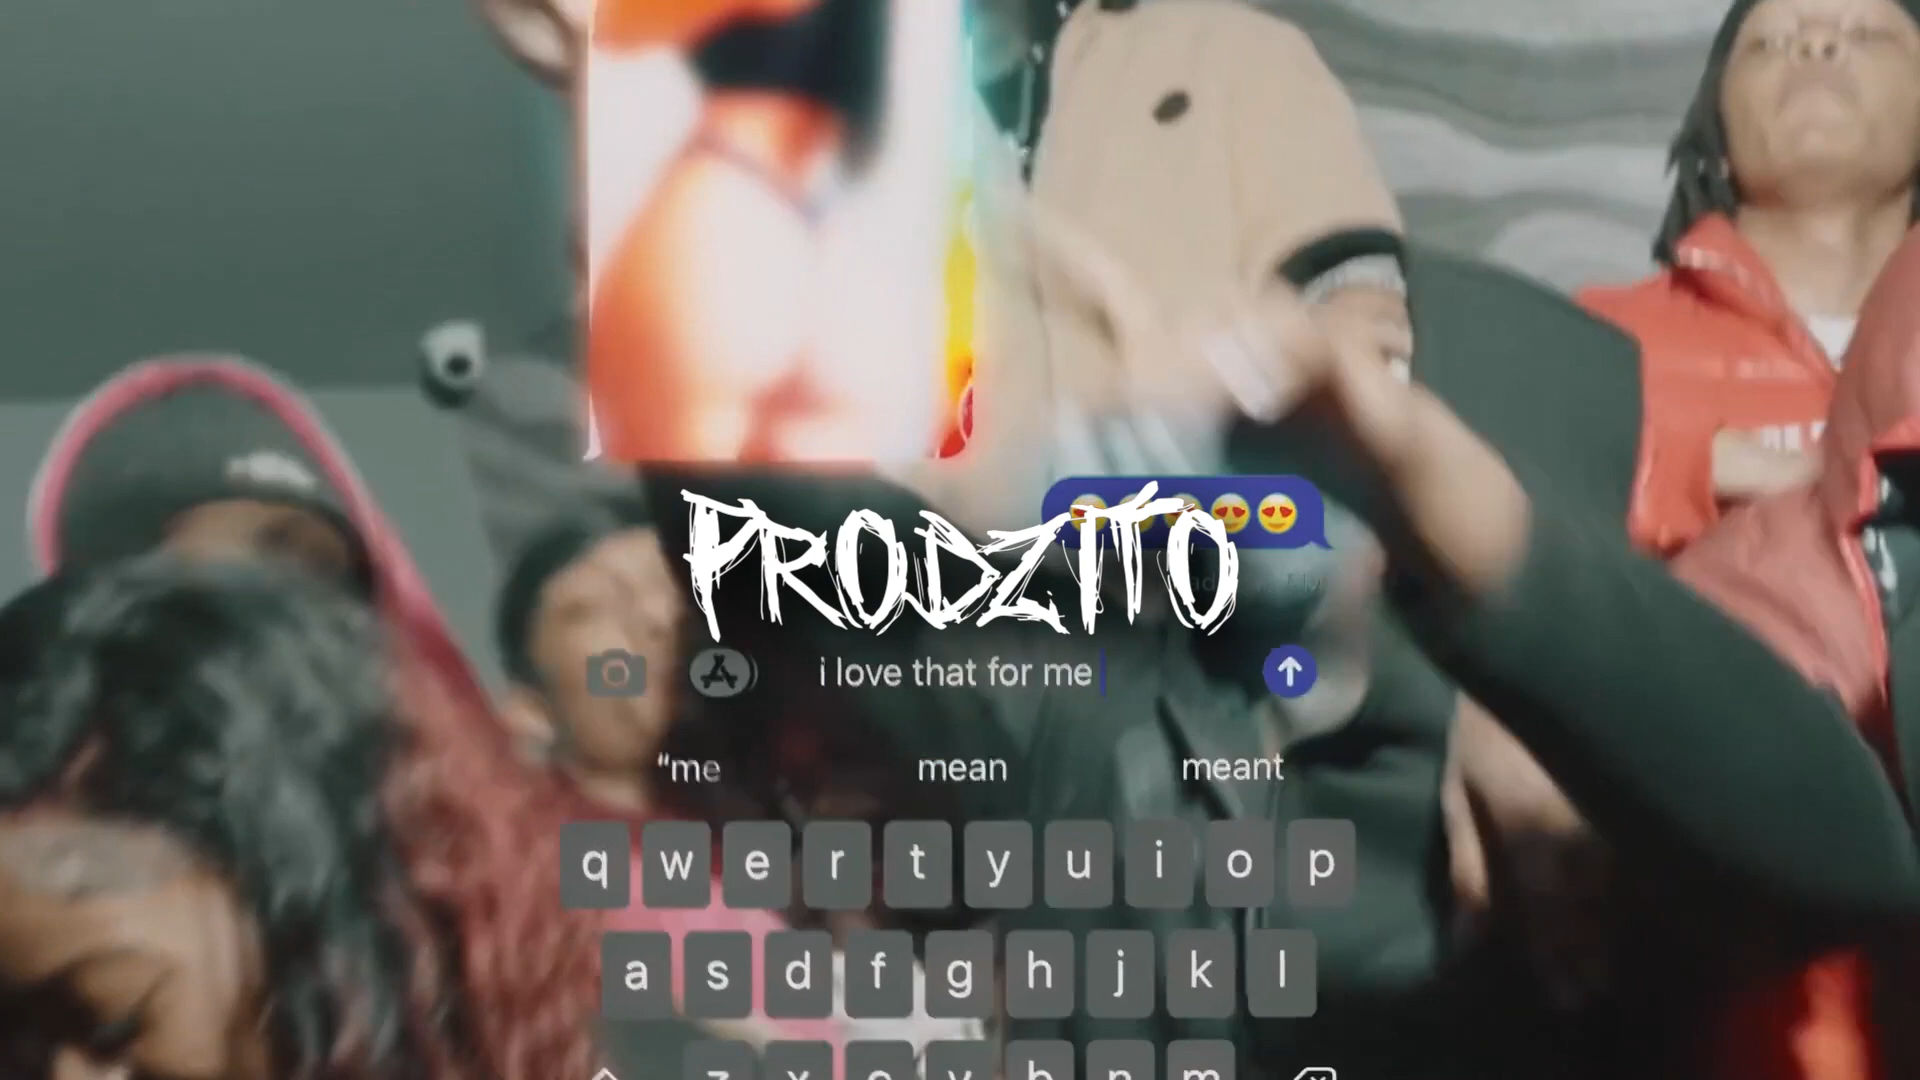 PRODZITO
i love that for me
“me mean meant
q w e r t y u i o p
a s d f g h j k l
z x c v b n m